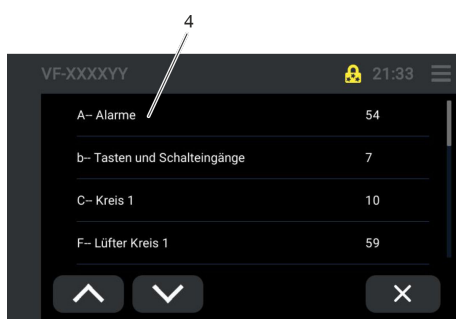 4
VF-XXXXYY 21:33
A-- Alarme 54
b-- Tasten und Schalteingänge 7
C-- Kreis 1 10
F-- Lüfter Kreis 1 59